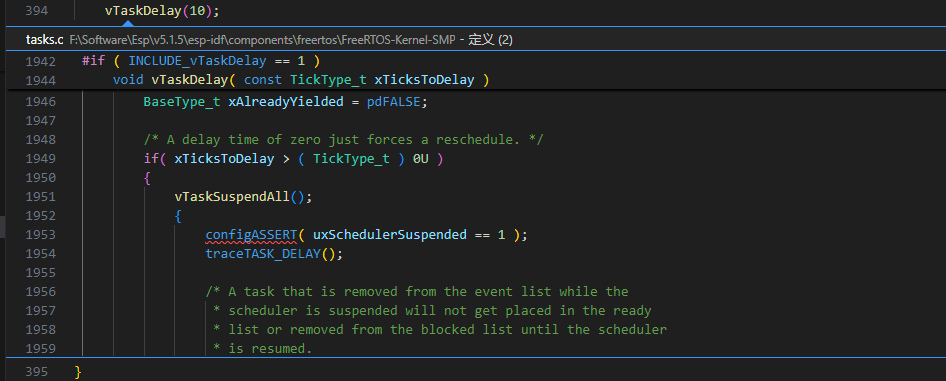 394 vTaskDelay(10);
tasks.c F:\Software\Esp\v5.1.5\esp-idf\components\freertos\FreeRTOS-Kernel-SMP - 定义 (2)
1942 #if ( INCLUDE_vTaskDelay == 1 )
1944 void vTaskDelay( const TickType_t xTicksToDelay )
1946 BaseType_t xAlreadyYielded = pdFALSE;
1947
1948 /* A delay time of zero just forces a reschedule. */
1949 if( xTicksToDelay > ( TickType_t ) 0U )
1950 {
1951 vTaskSuspendAll();
1952 {
1953 configASSERT( uxSchedulerSuspended == 1 );
1954 traceTASK_DELAY();
1955
1956 /* A task that is removed from the event list while the
1957 * scheduler is suspended will not get placed in the ready
1958 * list or removed from the blocked list until the scheduler
1959 * is resumed.
395 }